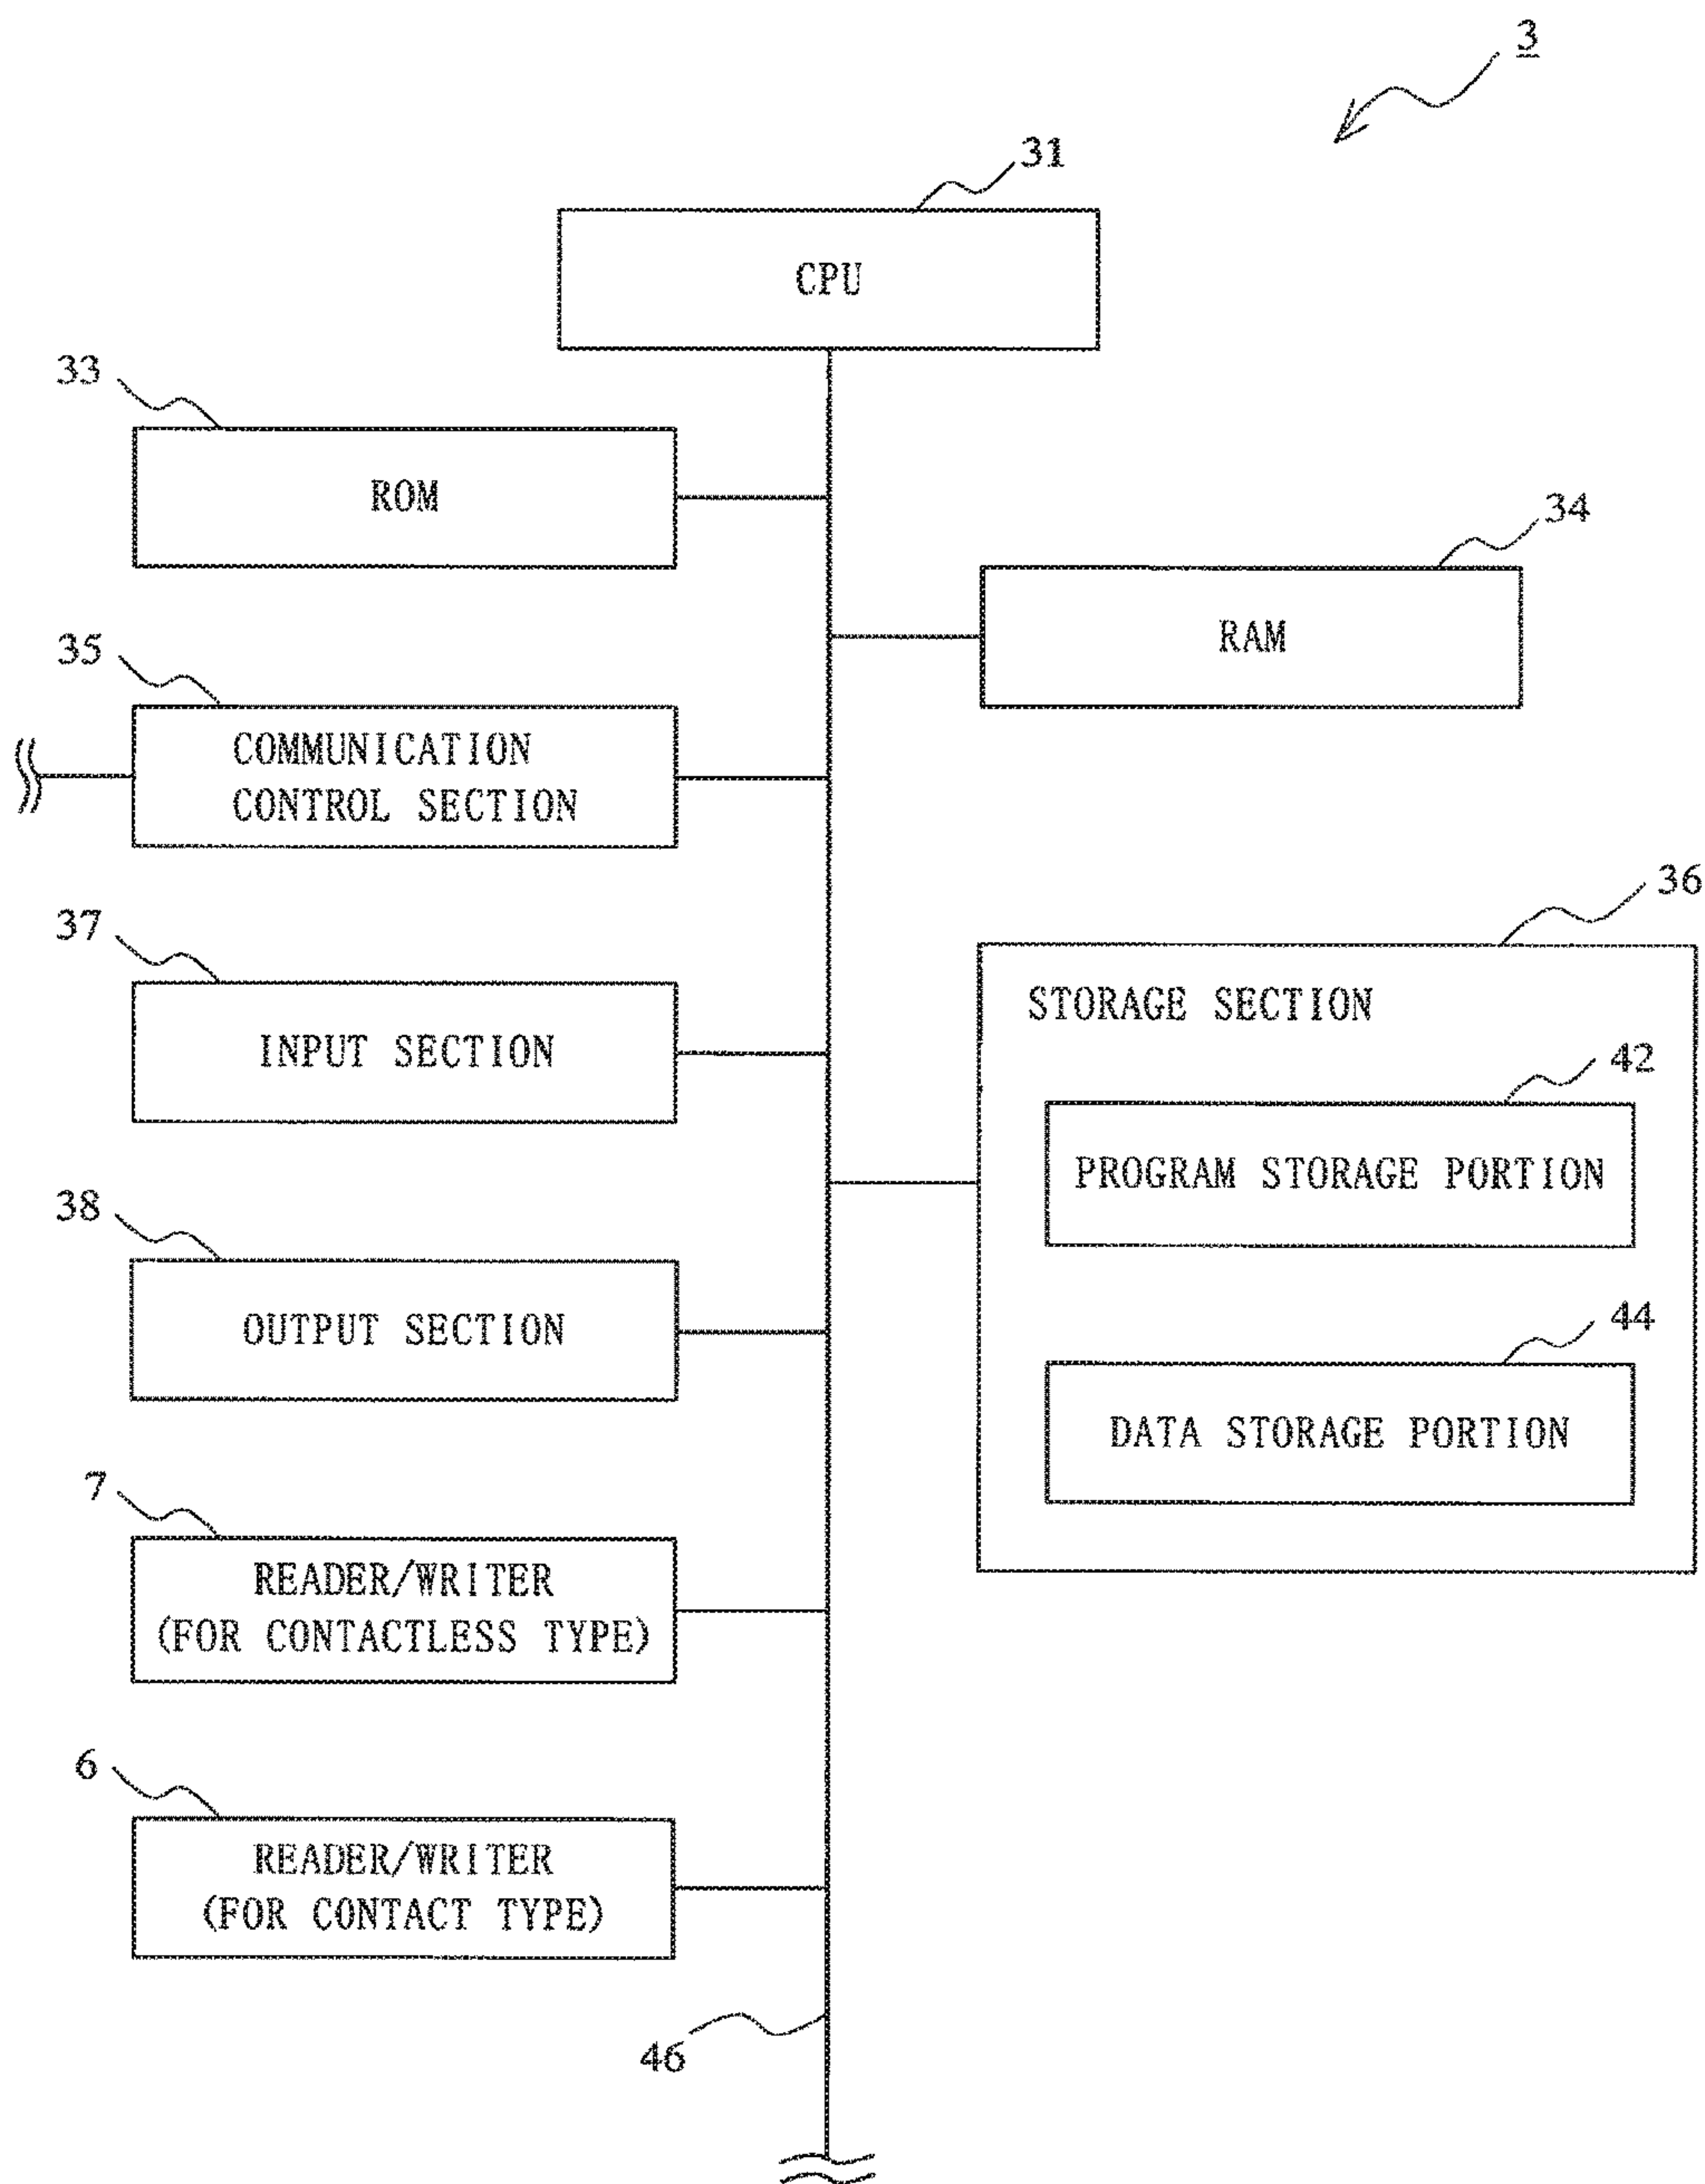 3
31
CPU
33
ROM
34
RAM
35
COMMUNICATION
CONTROL SECTION
36
STORAGE SECTION
37
INPUT SECTION
42
PROGRAM STORAGE PORTION
38
OUTPUT SECTION
44
DATA STORAGE PORTION
7
READER/WRITER
(FOR CONTACTLESS TYPE)
6
READER/WRITER
(FOR CONTACT TYPE)
46